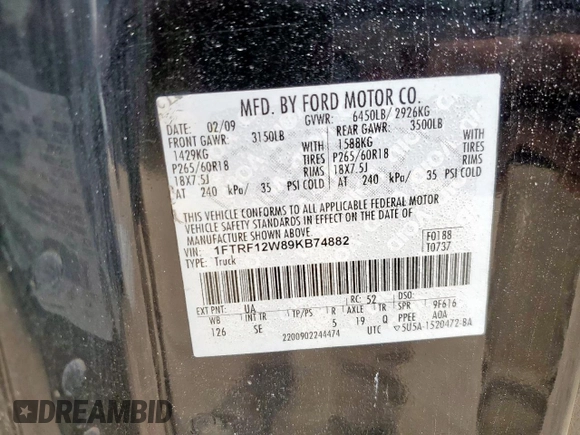 MFD. BY FORD MOTOR CO.
DATE: 02/09 GVWR: 6450LB/ 2926KG
FRONT GAWR: 3150LB REAR GAWR: 3500LB
1429KG 1588KG
P265/60R18 TIRES P265/60R18 TIRES
18X7.5J RIMS 18X7.5J RIMS
AT 240 kPa/ 35 PSI COLD AT 240 kPa/ 35 PSI COLD
THIS VEHICLE CONFORMS TO ALL APPLICABLE FEDERAL MOTOR
VEHICLE SAFETY STANDARDS IN EFFECT ON THE DATE OF
MANUFACTURE SHOWN ABOVE.
VIN: 1FTRF12W89KB74882 F0188
TYPE: Truck T0737
EXT PNT: UA RC: 52 DSO:
WB INT TR TP/PS R AXLE TR SPR 9F616
126 SE 5 19 Q PPEE A0A
2200902244474 UTC 5U5A-1520472-BA
DREAMBID